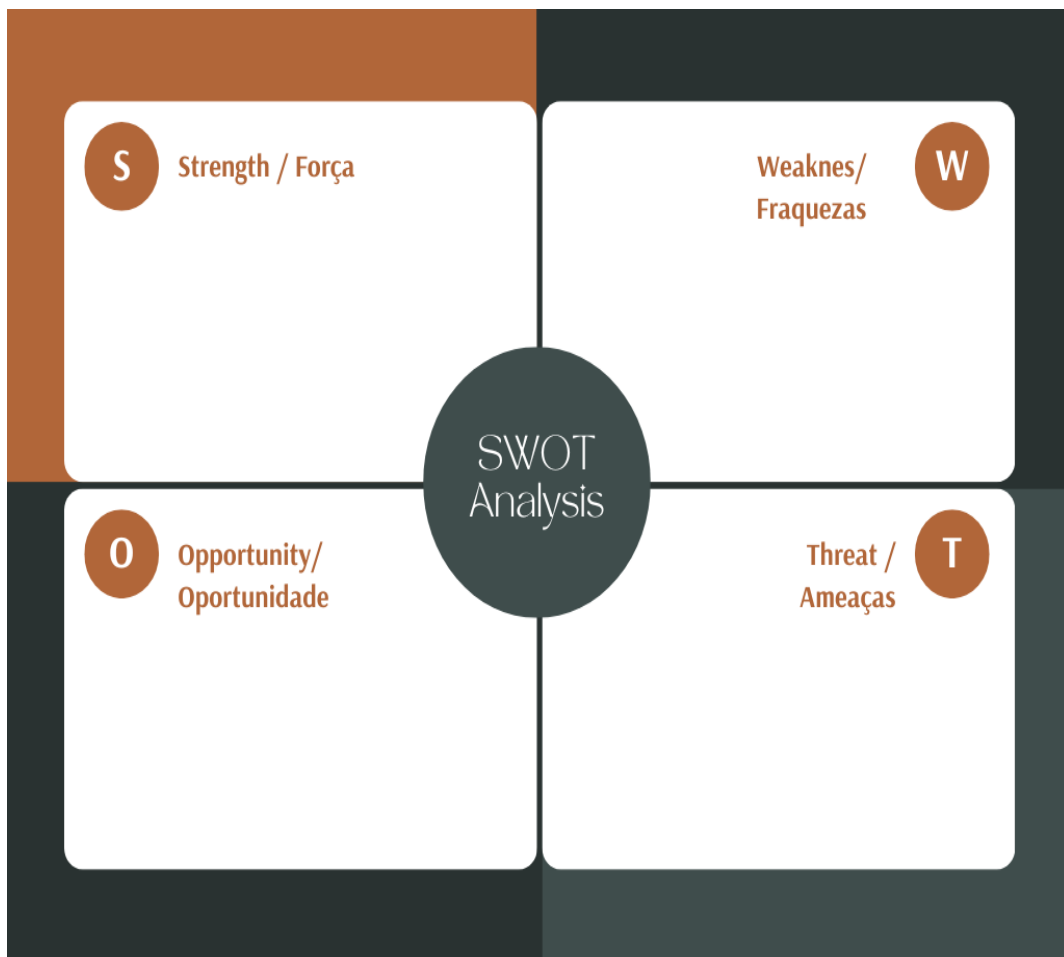 S
Strength / Força
Weaknes/
Fraquezas
W
SWOT
Analysis
O
Opportunity/
Oportunidade
Threat /
Ameaças
T